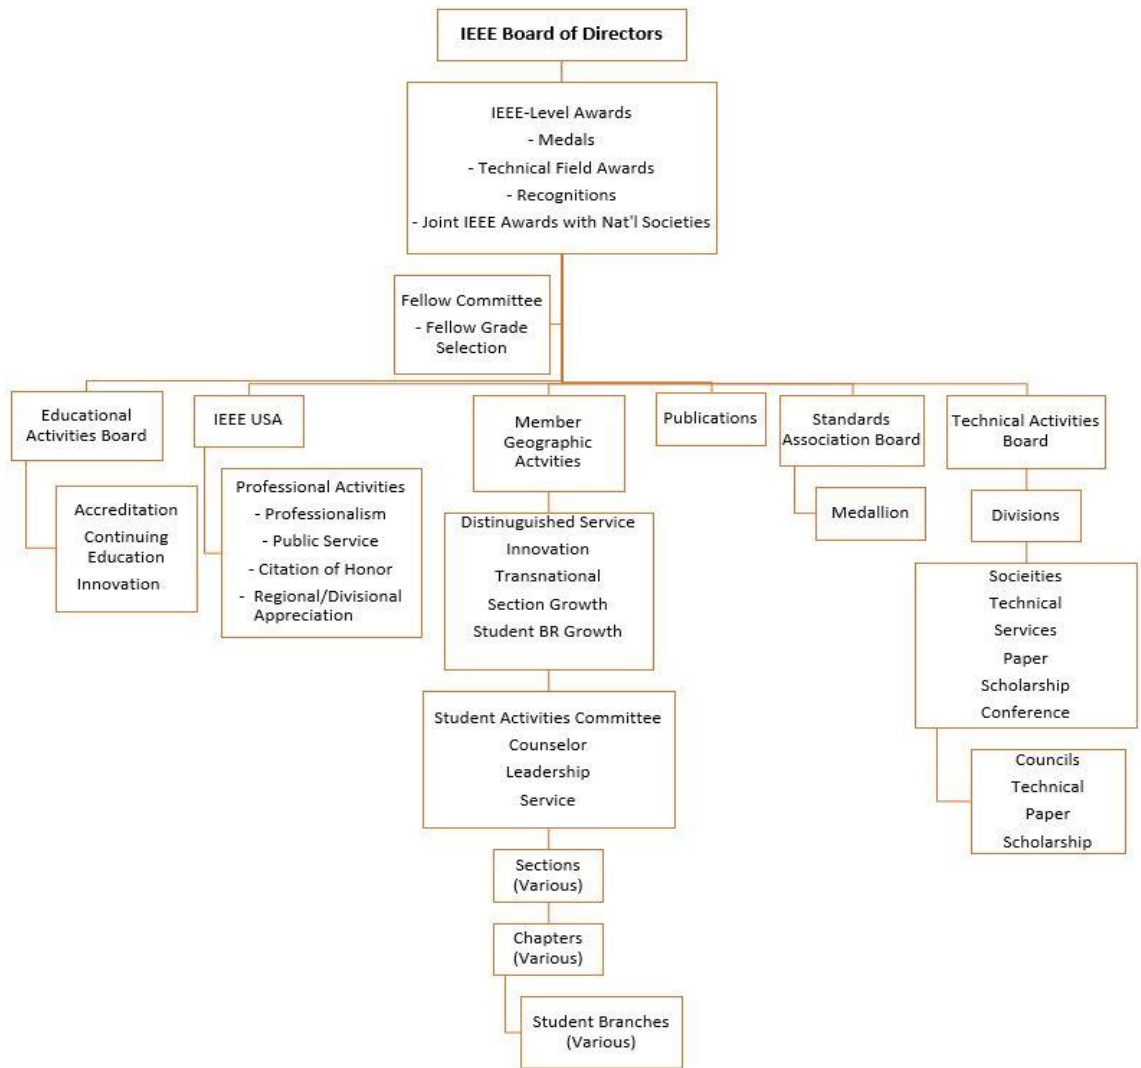 IEEE Board of Directors
IEEE-Level Awards
- Medals
- Technical Field Awards
- Recognitions
- Joint IEEE Awards with Nat'l Societies
Fellow Committee
- Fellow Grade
Selection
Educational
Activities Board
Accreditation
Continuing
Education
Innovation
IEEE USA
Professional Activities
- Professionalism
- Public Service
- Citation of Honor
- Regional/Divisional
Appreciation
Member
Geographic
Actvities
Distinuguished Service
Innovation
Transnational
Section Growth
Student BR Growth
Student Activities Committee
Counselor
Leadership
Service
Sections
(Various)
Chapters
(Various)
Student Branches
(Various)
Publications
Standards
Association Board
Medallion
Technical Activities
Board
Divisions
Socieities
Technical
Services
Paper
Scholarship
Conference
Councils
Technical
Paper
Scholarship